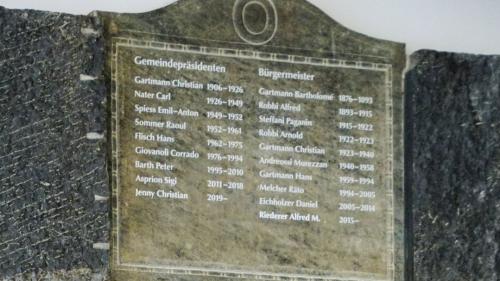 Gemeindepräsidenten
Gartmann Christian 1906-1926
Nater Carl 1926-1949
Spiess Emil-Anton 1949-1952
Sommer Raoul 1952-1961
Flisch Hans 1962-1975
Giovanoli Corrado 1976-1994
Barth Peter 1995-2010
Asprion Sigi 2011-2018
Jenny Christian 2019-
Bürgermeister
Gartmann Bartholomé 1876-1893
Robbi Alfred 1893-1915
Steffani Paganin 1915-1922
Robbi Arnold 1922-1923
Gartmann Christian 1923-1940
Andreossi Murezzan 1940-1958
Gartmann Hans 1959-1994
Melcher Räto 1994-2005
Eichholzer Daniel 2005-2014
Riederer Alfred M. 2015-